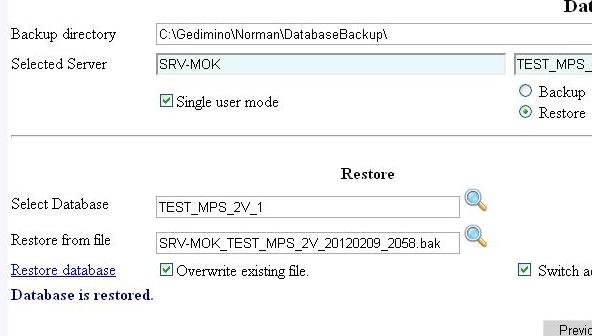 Dat
Backup directory C:\Gedimino\Norman\DatabaseBackup\
Selected Server SRV-MOK TEST_MPS_
Single user mode Backup
Restore
Restore
Select Database TEST_MPS_2V_1
Restore from file SRV-MOK_TEST_MPS_2V_20120209_2058.bak
Restore database Overwrite existing file. Switch a
Database is restored.
Previo